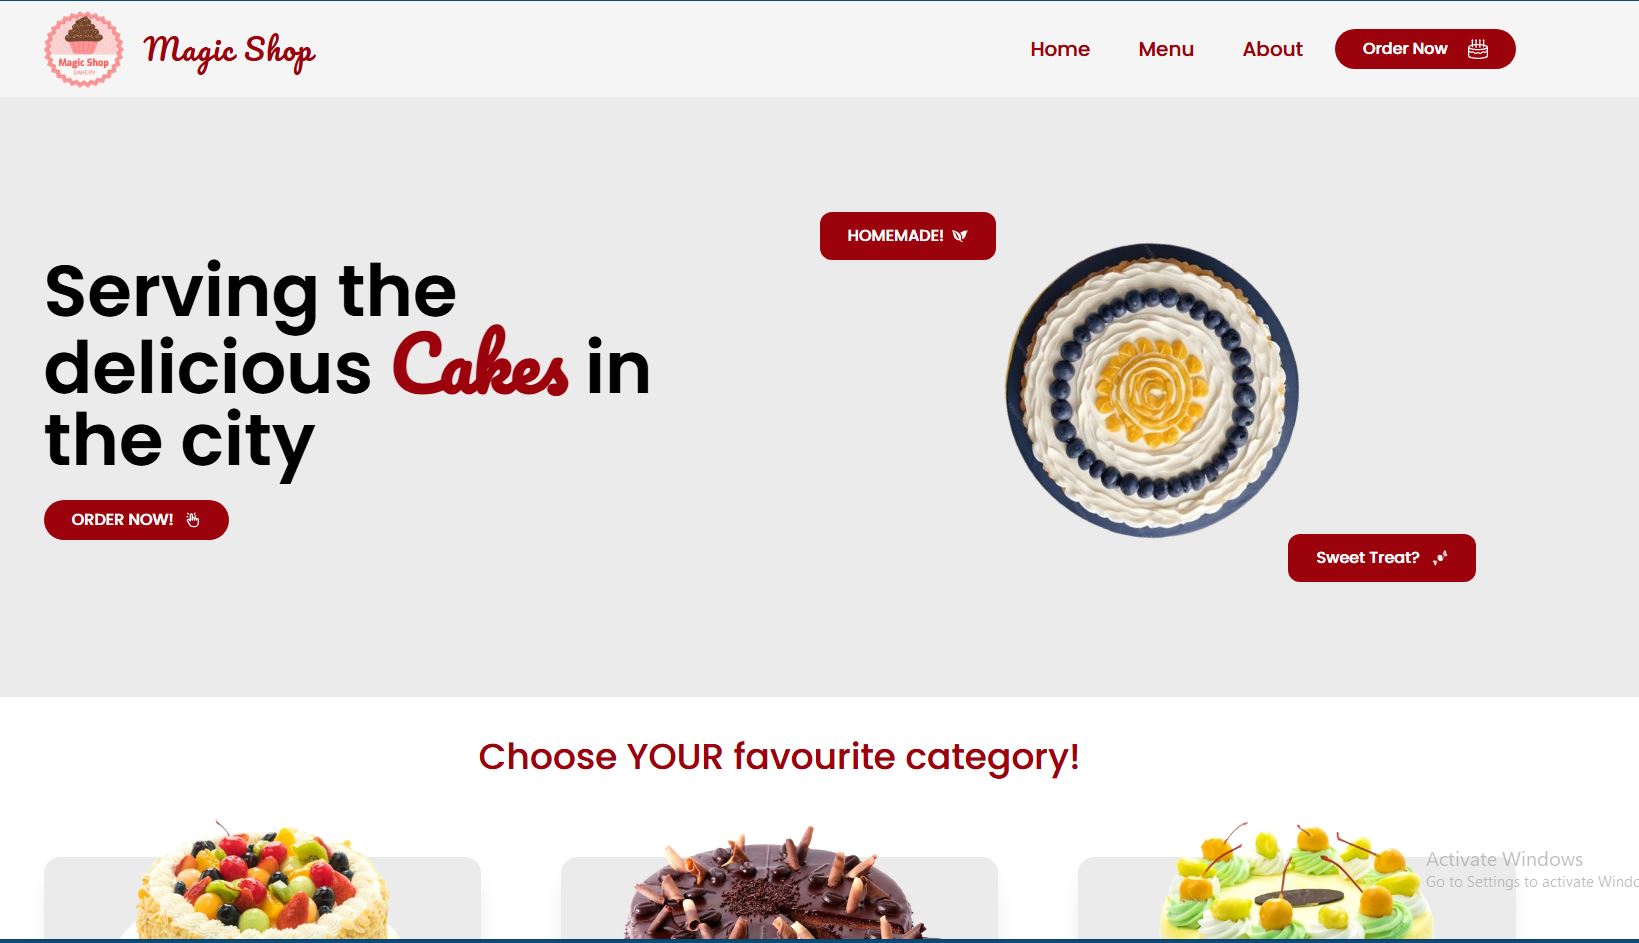 Magic Shop
BAKERY
Magic Shop
Home
Menu
About
Order Now
HOMEMADE!
Serving the
delicious Cakes in
the city
ORDER NOW!
Sweet Treat?
Choose YOUR favourite category!
Activate Windows
Go to Settings to activate Windo